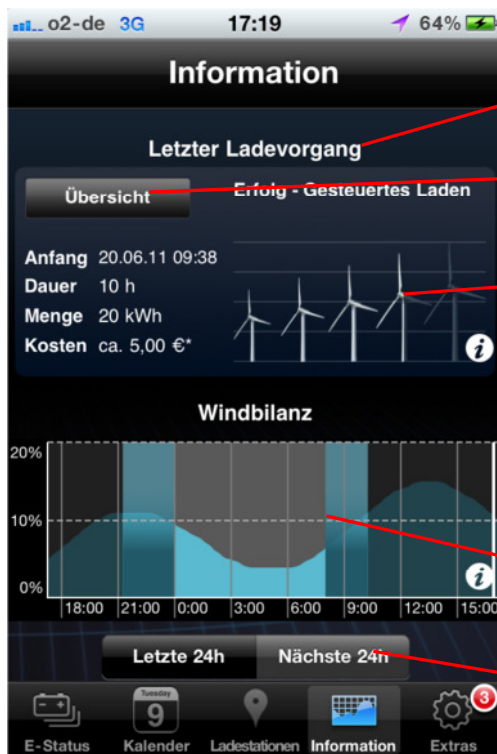 o2-de 3G 17:19 64%
Information
Letzter Ladevorgang
Übersicht
Erfolg - Gesteuertes Laden
Anfang 20.06.11 09:38
Dauer 10 h
Menge 20 kWh
Kosten ca. 5,00 €*
i
Windbilanz
20%
10%
0%
i
18:00 21:00 0:00 3:00 6:00 9:00 12:00 15:00
Letzte 24h Nächste 24h
Tuesday
9
3
E-Status Kalender Ladestationen Information Extras